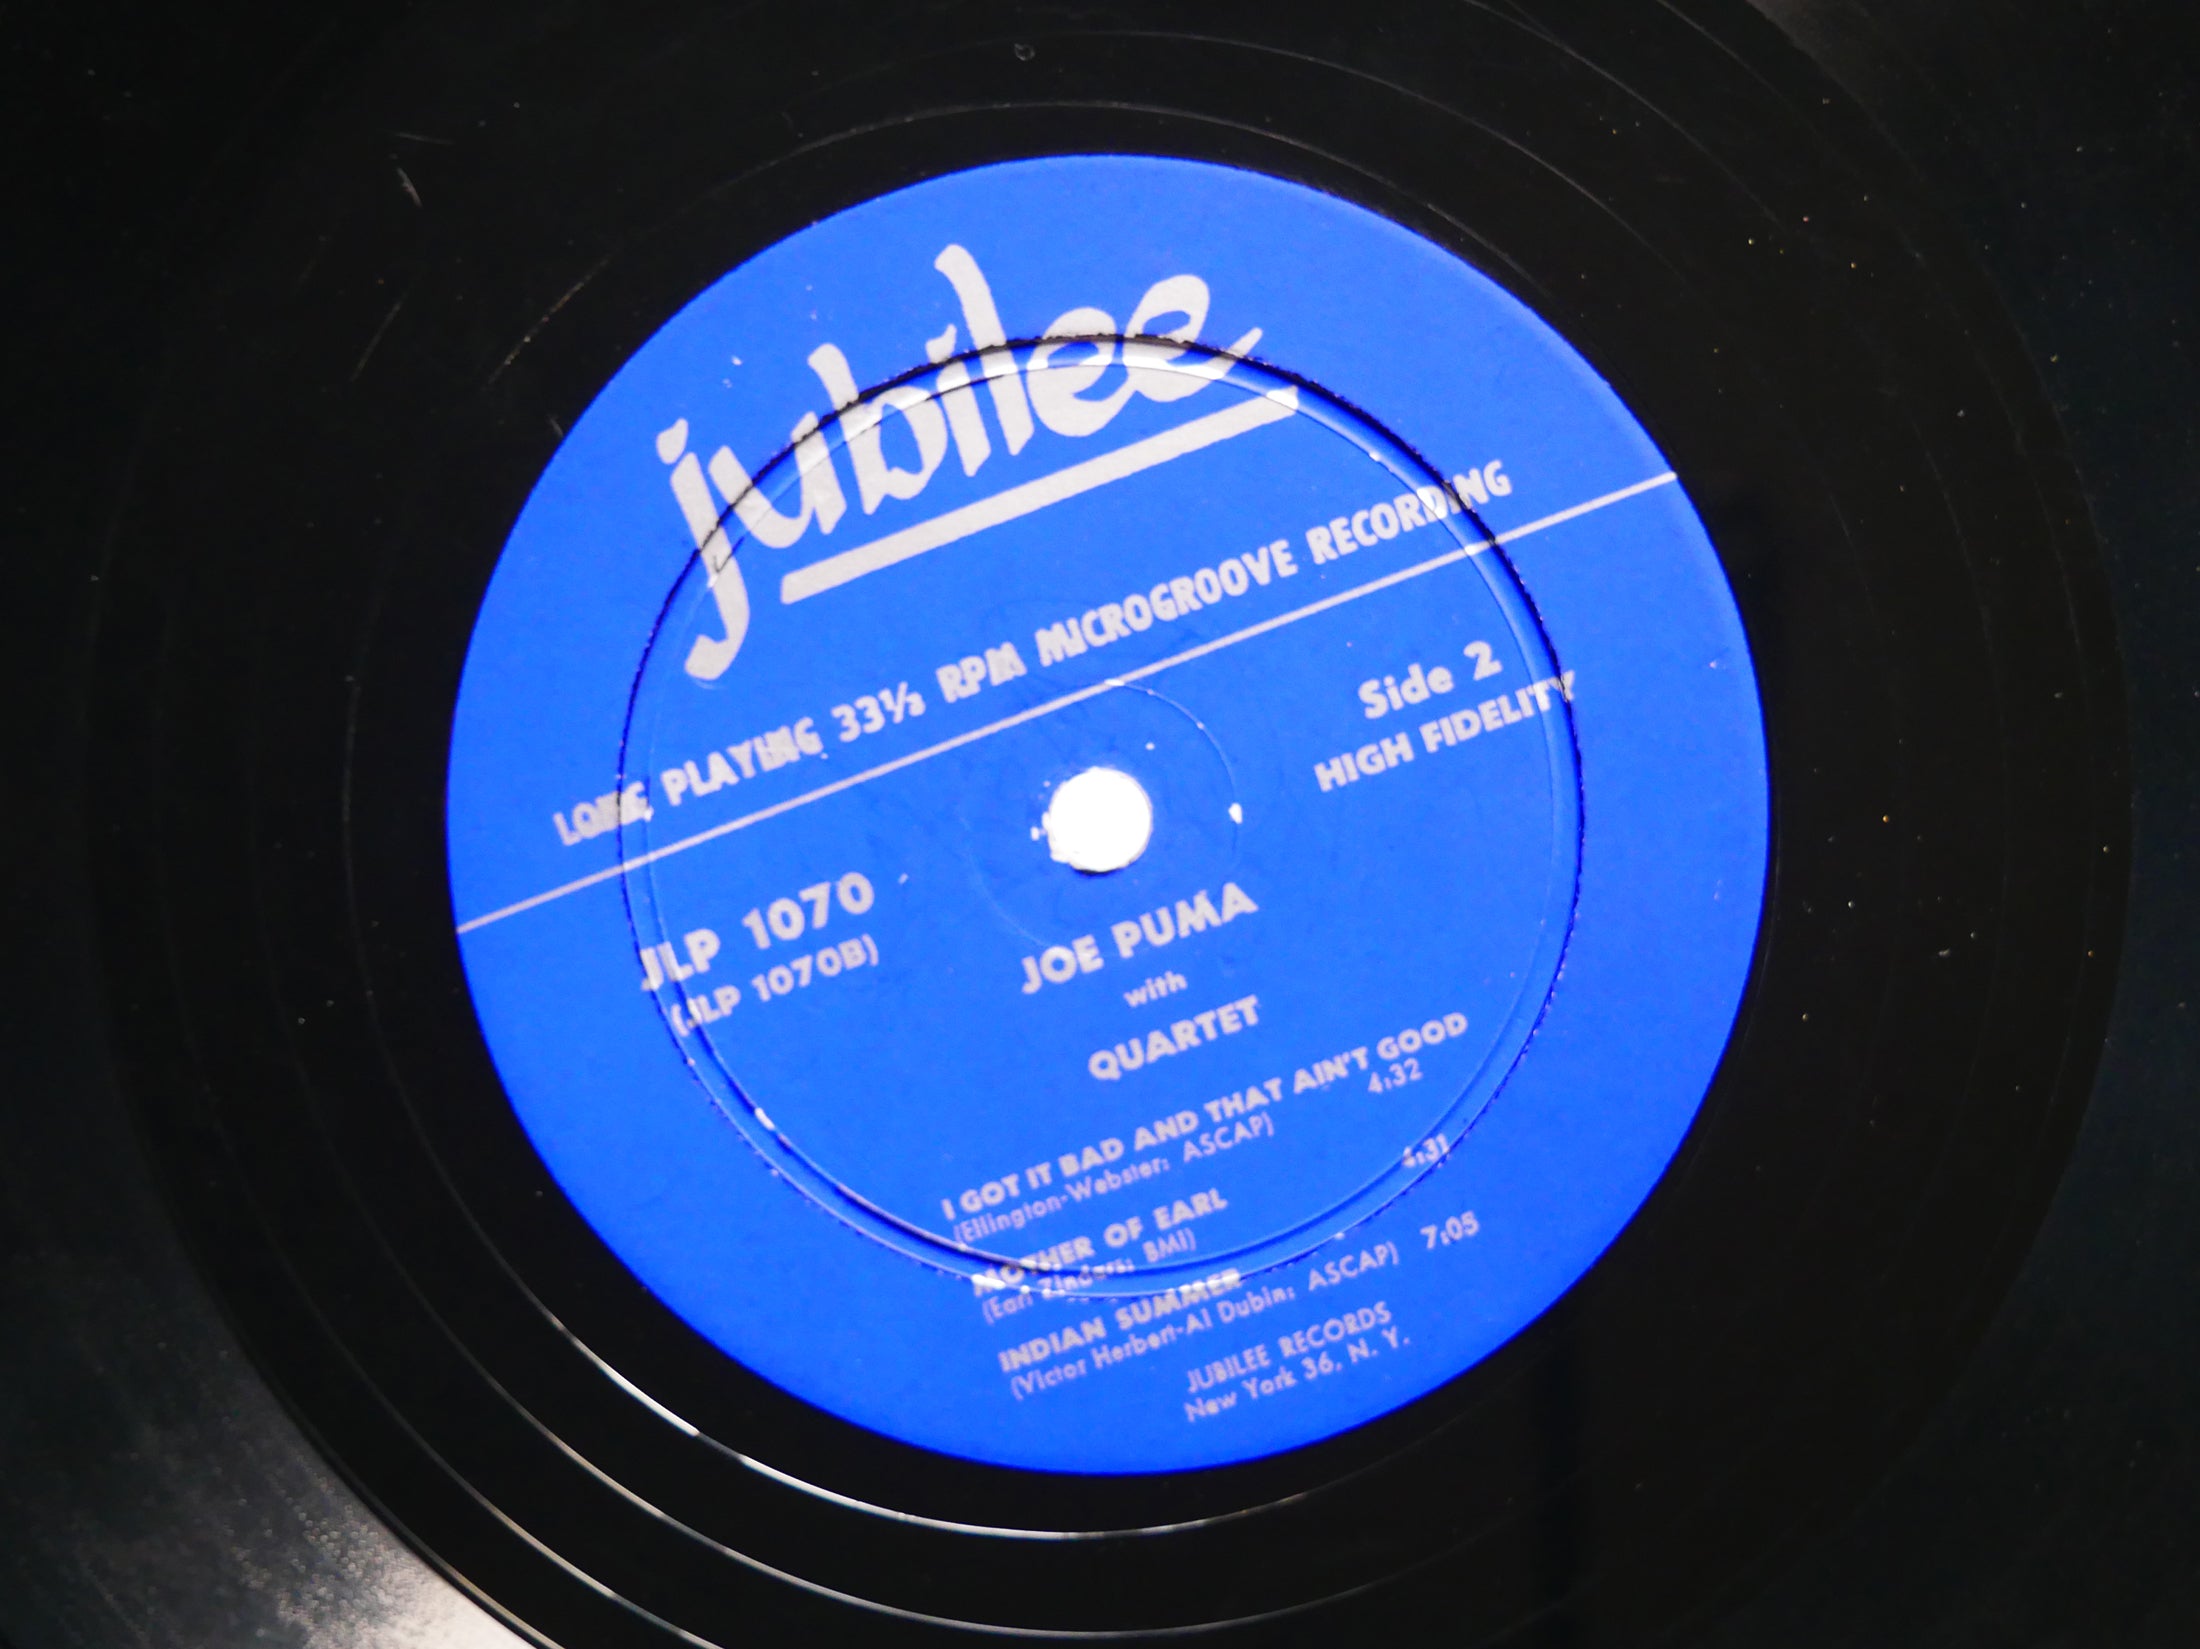 jubilee
LONG PLAYING 33⅓ RPM MICROGROOVE RECORDING
Side 2
HIGH FIDELITY
JLP 1070
(JLP 1070B)
JOE PUMA
with
QUARTET
I GOT IT BAD AND THAT AIN'T GOOD
(Ellington-Webster: ASCAP) 4:32
MOTHER OF EARL 4:31
(Earl Zindars: BMI)
INDIAN SUMMER
(Victor Herbert-Al Dubin: ASCAP) 7:05
JUBILEE RECORDS
New York 36, N. Y.